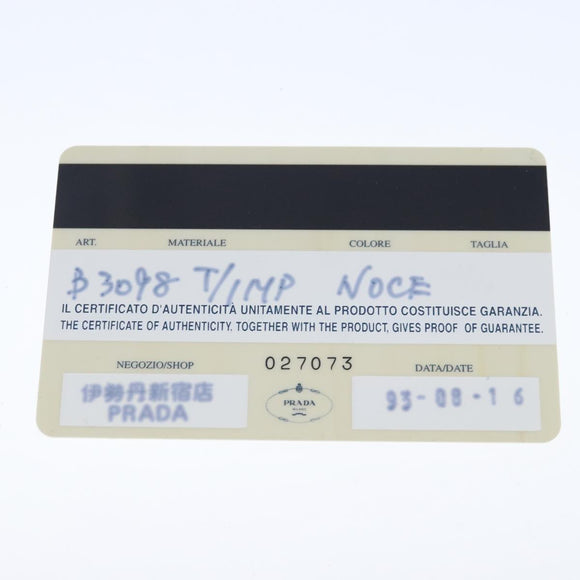 ART. MATERIALE COLORE TAGLIA
B3098 T/IMP NOCE
IL CERTIFICATO D'AUTENTICITÀ UNITAMENTE AL PRODOTTO COSTITUISCE GARANZIA.
THE CERTIFICATE OF AUTHENTICITY. TOGETHER WITH THE PRODUCT, GIVES PROOF OF GUARANTEE.
NEGOZIO/SHOP 027073 DATA/DATE
伊勢丹新宿店
PRADA
PRADA
MILANO
93-08-16